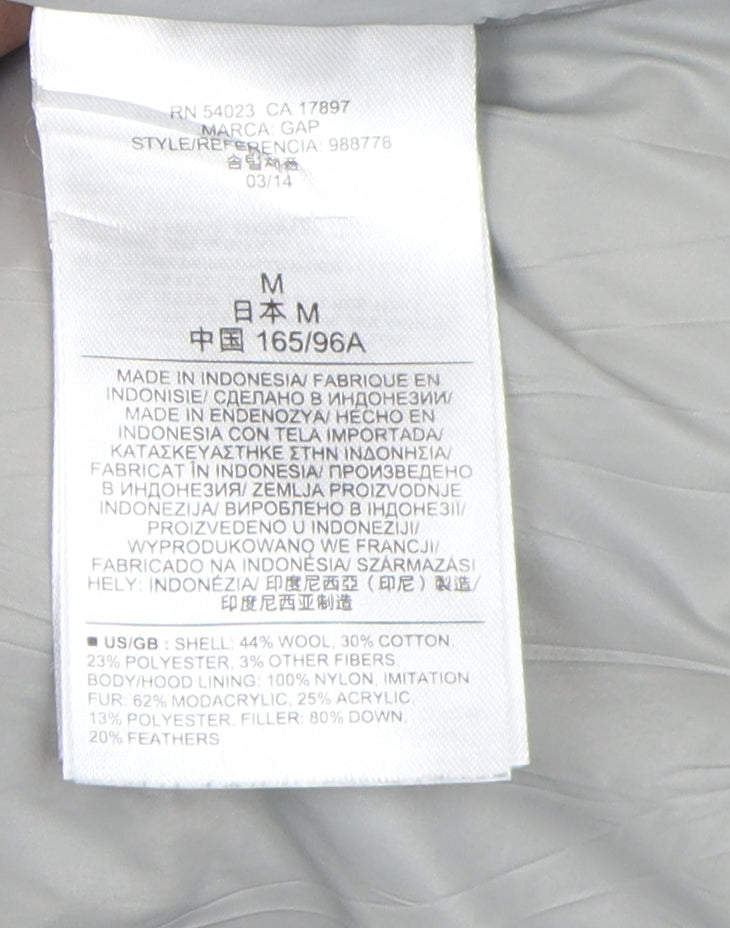 RN 54023 CA 17897
MARCA: GAP
STYLE/REFERENCIA: 988778
솜털제품
03/14
M
日本 M
中国 165/96A
MADE IN INDONESIA/ FABRIQUE EN
INDONISIE/ СДЕЛАНО В ИНДОНЕЗИИ/
MADE IN ENDENOZYA/ HECHO EN
INDONESIA CON TELA IMPORTADA/
ΚΑΤΑΣΚΕΥΑΣΤΗΚΕ ΣΤΗΝ ΙΝΔΟΝΗΣΙΑ/
FABRICAT ÎN INDONESIA/ ПРОИЗВЕДЕНО
В ИНДОНЕЗИЯ/ ZEMLJA PROIZVODNJE
INDONEZIJA/ ВИРОБЛЕНО В ІНДОНЕЗІЇ/
PROIZVEDENO U INDONEZIJI/
WYPRODUKOWANO WE FRANCJI/
FABRICADO NA INDONÉSIA/ SZÁRMAZÁSI
HELY: INDONÉZIA/ 印度尼西亞（印尼）製造/
印度尼西亚制造
■ US/GB : SHELL: 44% WOOL, 30% COTTON,
23% POLYESTER, 3% OTHER FIBERS,
BODY/HOOD LINING: 100% NYLON, IMITATION
FUR: 62% MODACRYLIC, 25% ACRYLIC,
13% POLYESTER, FILLER: 80% DOWN,
20% FEATHERS